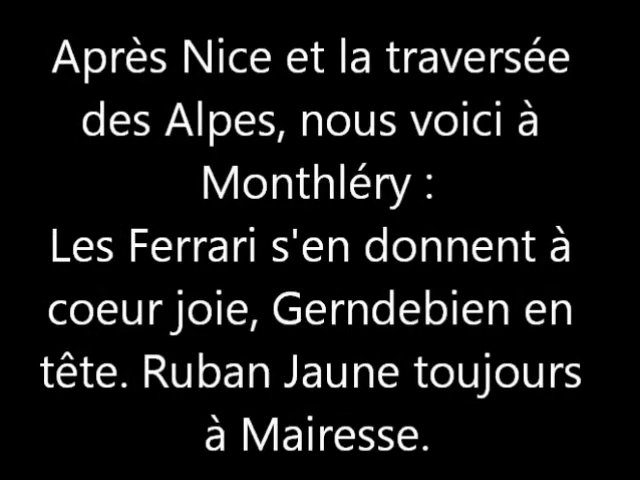 Après Nice et la traversée
des Alpes, nous voici à
Monthléry :
Les Ferrari s'en donnent à
coeur joie, Gerndebien en
tête. Ruban Jaune toujours
à Mairesse.